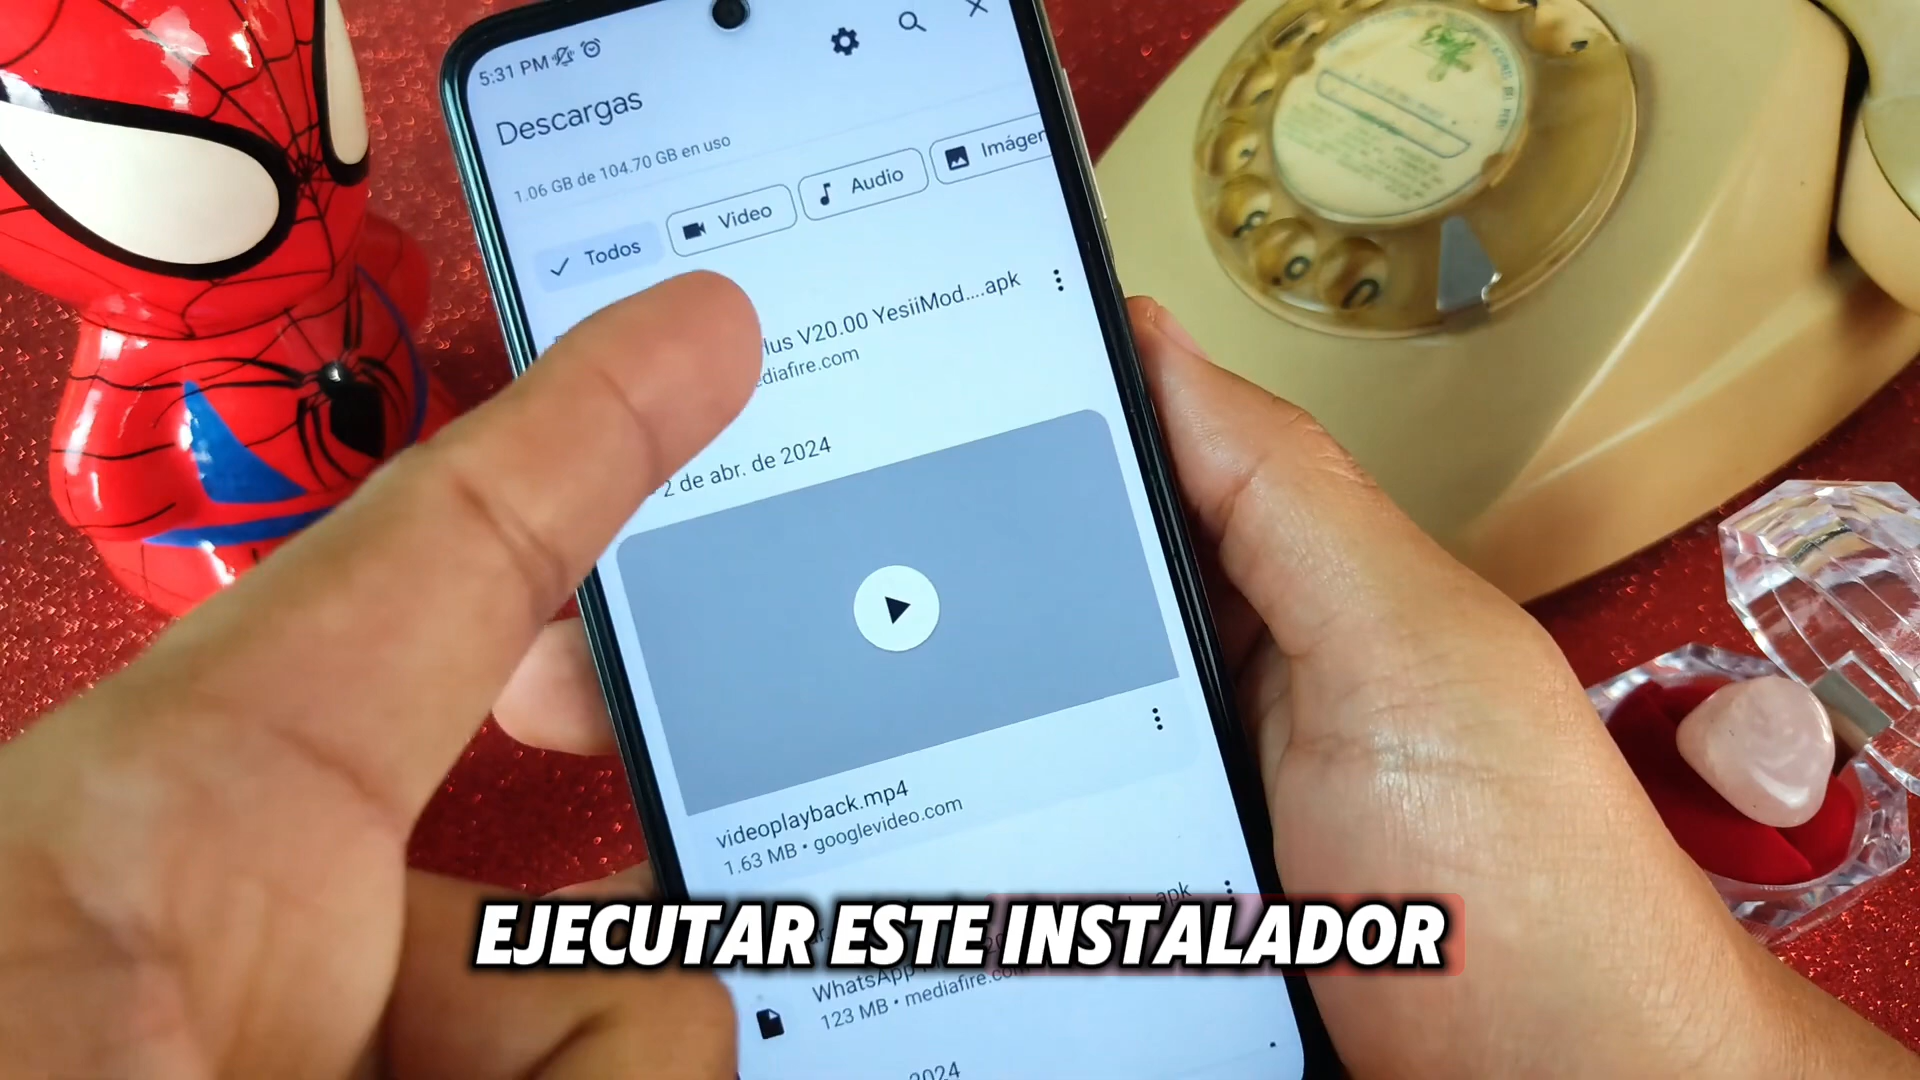 5:31 PM
Descargas
1.06 GB de 104.70 GB en uso
Todos
Video
Audio
Imágen
lus V20.00 YesiiMod....apk
diafire.com
2 de abr. de 2024
videoplayback.mp4
1.63 MB • googlevideo.com
apk
EJECUTAR ESTE INSTALADOR
WhatsApp
123 MB • mediafire.com
2024